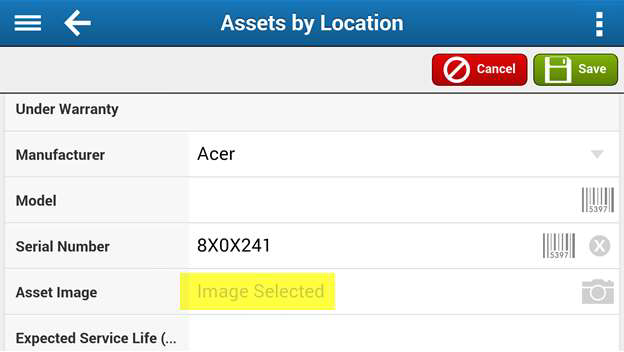 Assets by Location
Cancel
Save
Under Warranty
Manufacturer
Acer
Model
5397
Serial Number
8X0X241
5397
Asset Image
Image Selected
Expected Service Life (...